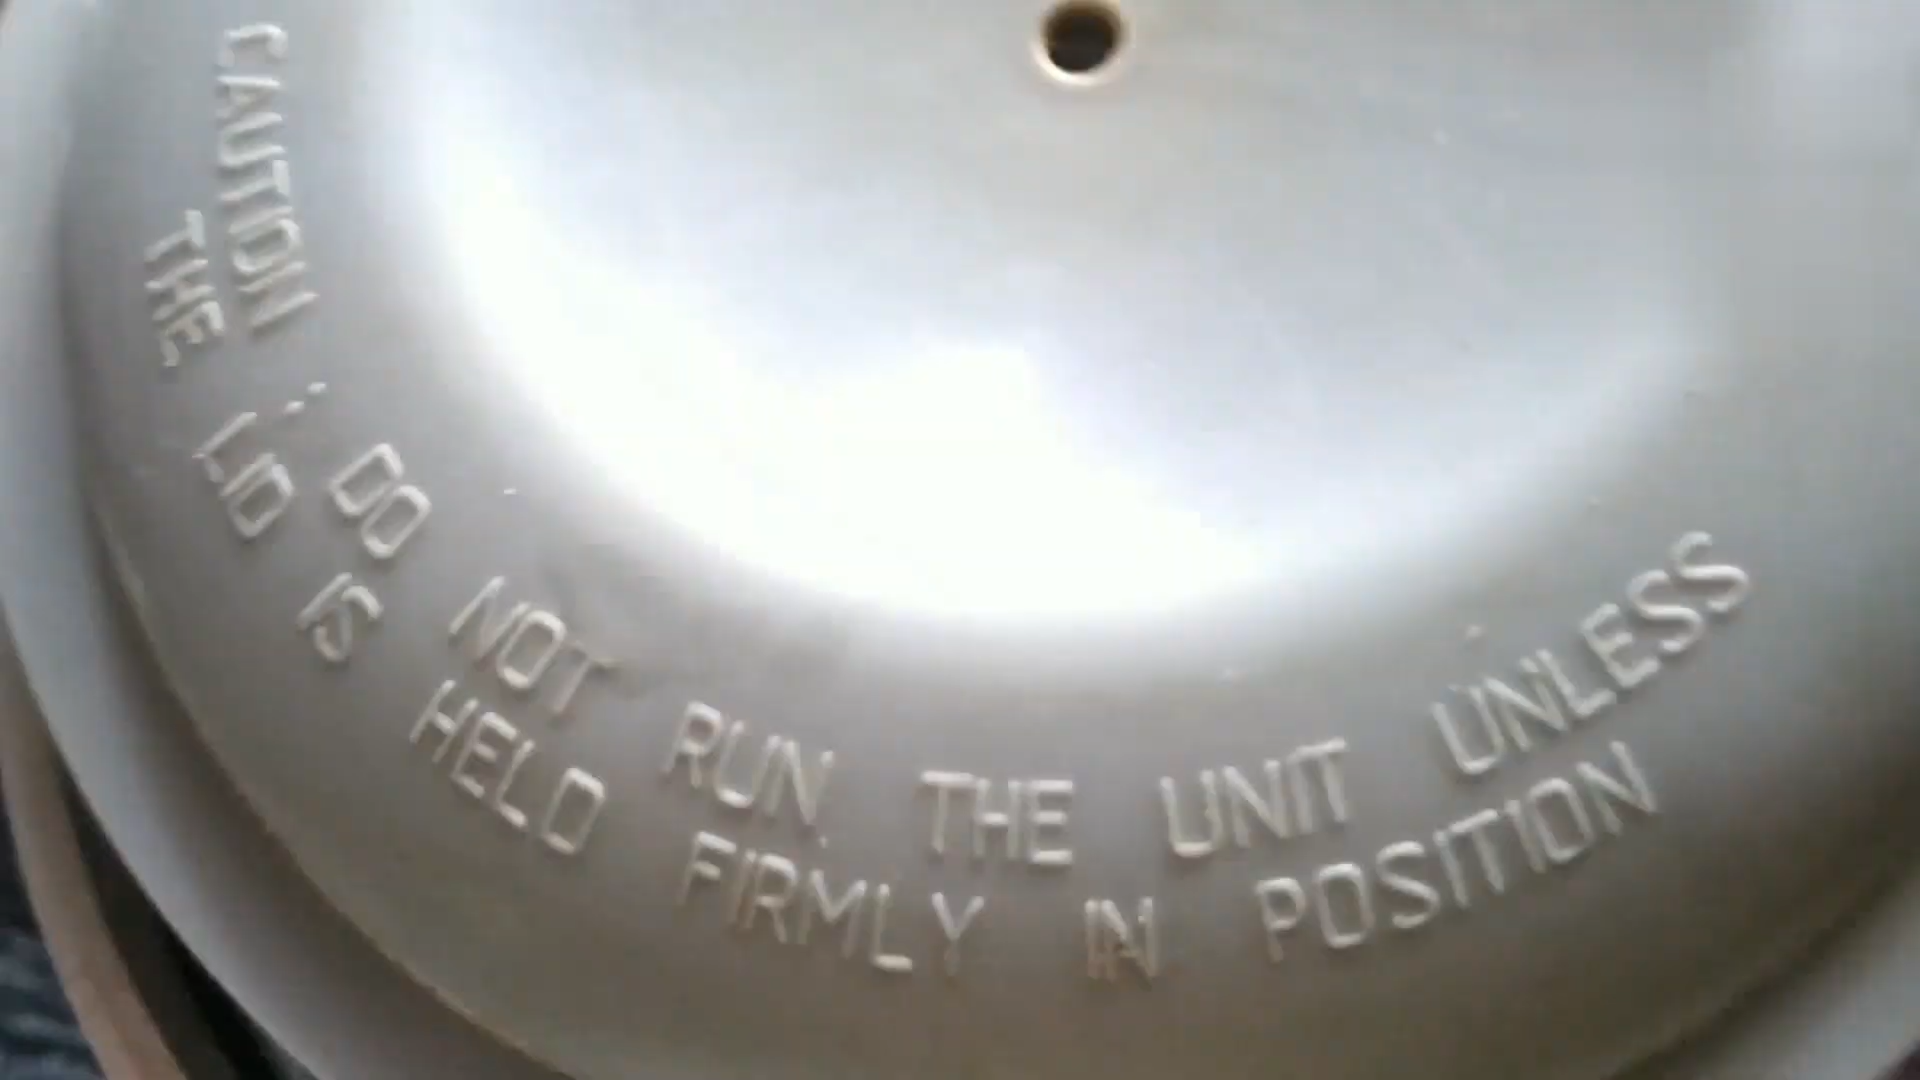 CAUTION : DO NOT RUN THE UNIT UNLESS
THE LID IS HELD FIRMLY IN POSITION